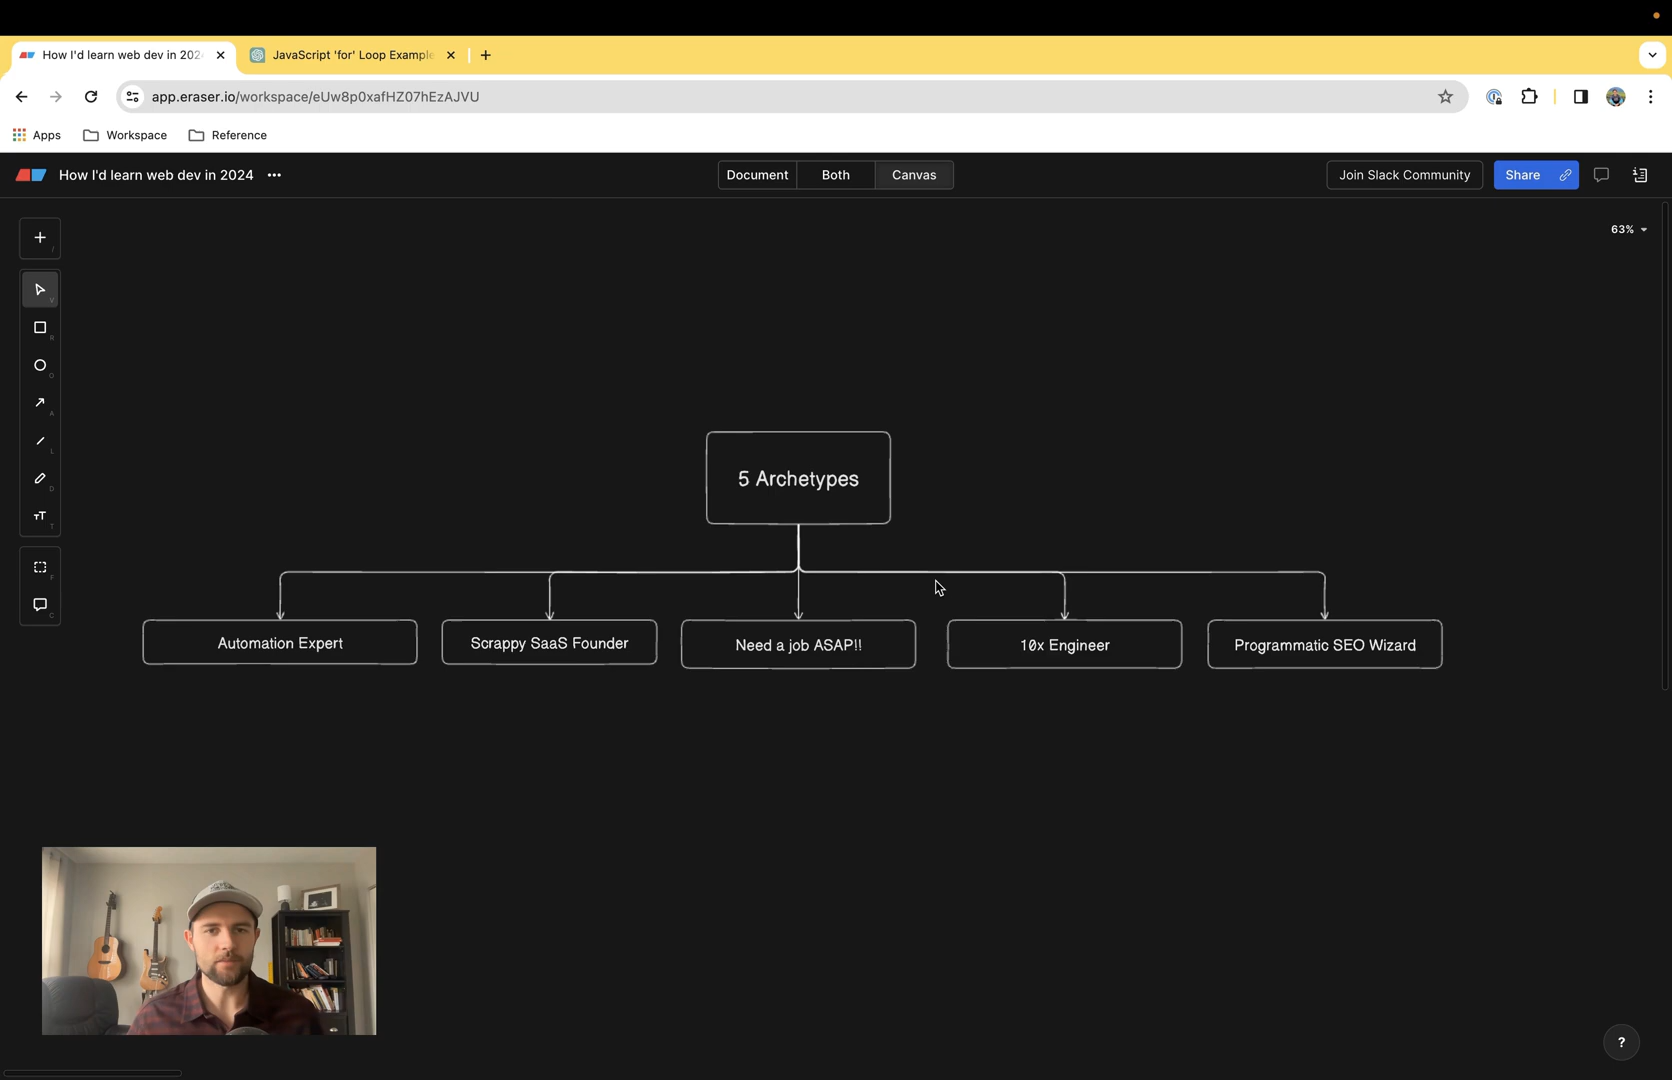 How I'd learn web dev in 202
JavaScript 'for' Loop Example
app.eraser.io/workspace/eUw8p0xafHZ07hEzAJVU
Apps
Workspace
Reference
How I'd learn web dev in 2024
Document
Both
Canvas
Join Slack Community
Share
63%
/
V
R
O
A
L
D
T
TT
F
C
5 Archetypes
Automation Expert
Scrappy SaaS Founder
Need a job ASAP!!
10x Engineer
Programmatic SEO Wizard
?